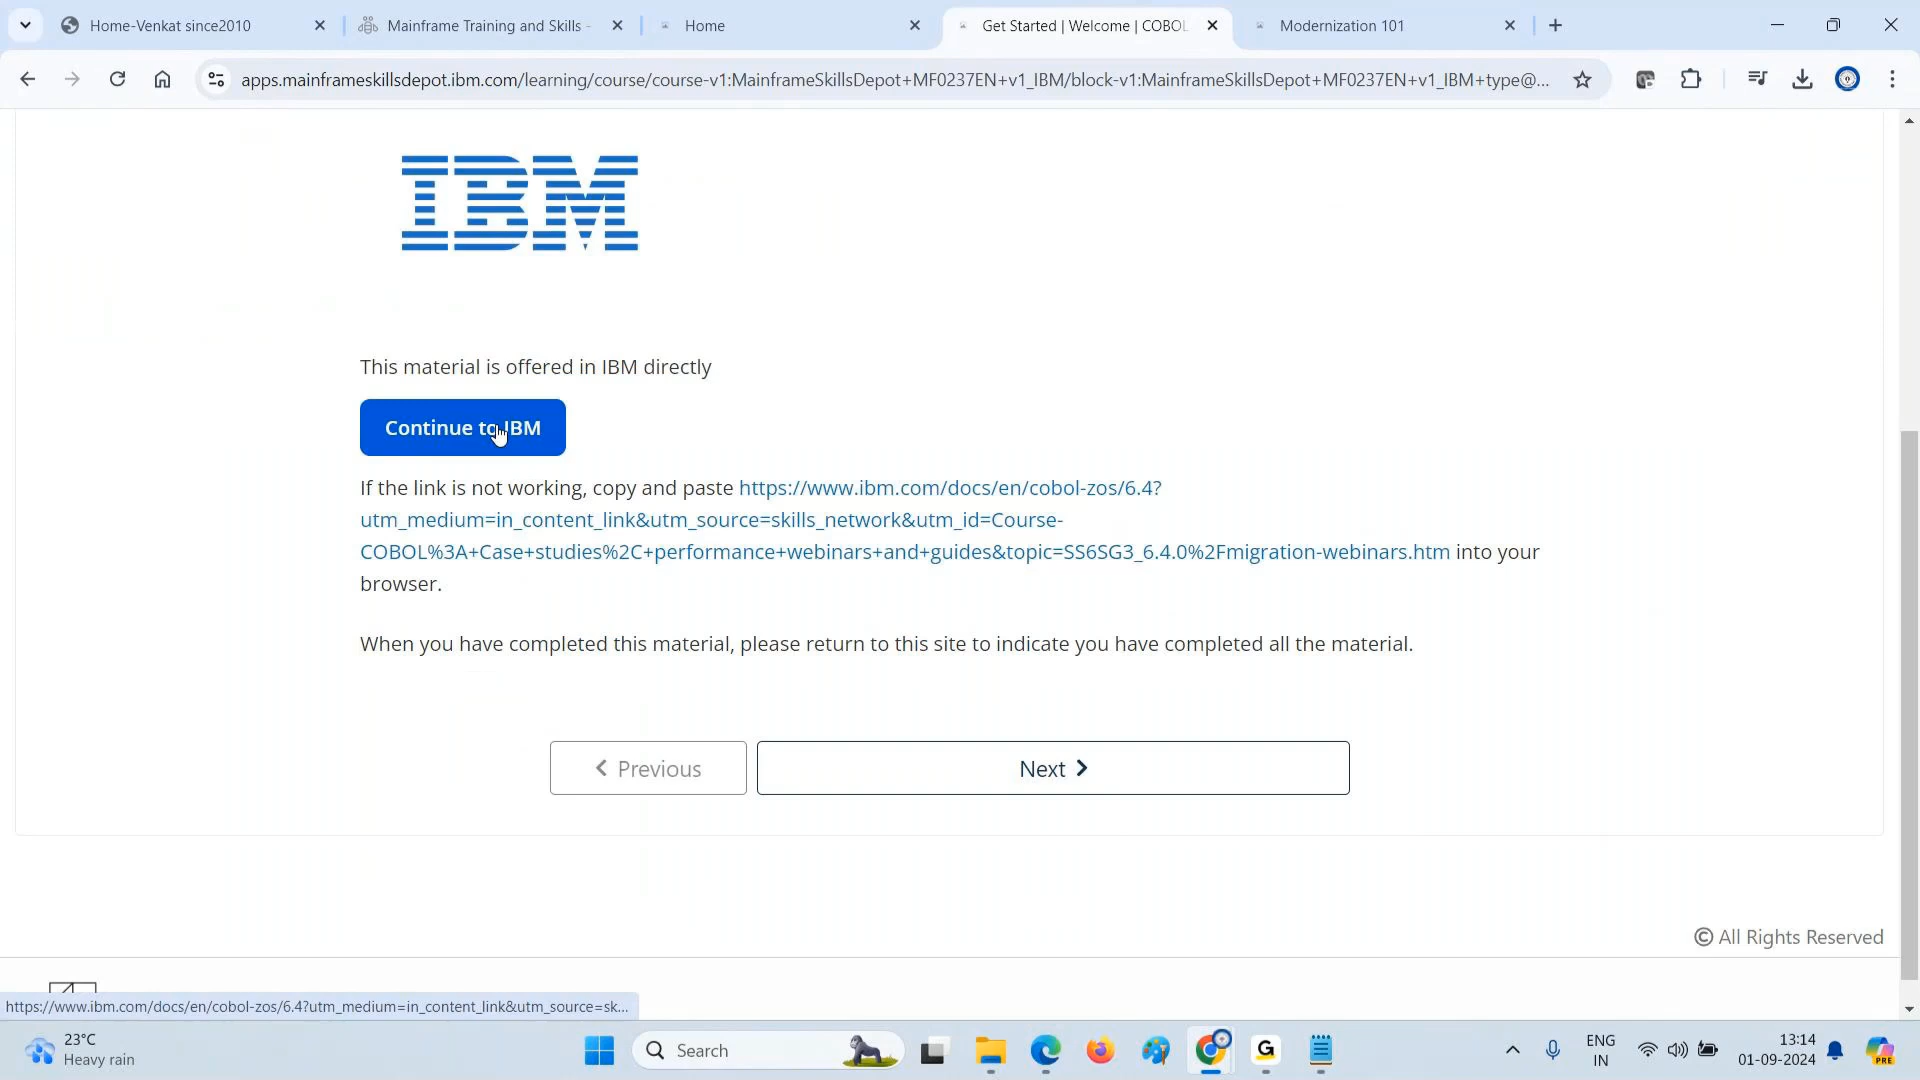 Home-Venkat since2010
Mainframe Training and Skills -
Home
Get Started | Welcome | COBOL
Modernization 101
apps.mainframeskillsdepot.ibm.com/learning/course/course-v1:MainframeSkillsDepot+MF0237EN+v1_IBM/block-v1:MainframeSkillsDepot+MF0237EN+v1_IBM+type@...
IBM
This material is offered in IBM directly
Continue to IBM
If the link is not working, copy and paste https://www.ibm.com/docs/en/cobol-zos/6.4?
utm_medium=in_content_link&utm_source=skills_network&utm_id=Course-
COBOL%3A+Case+studies%2C+performance+webinars+and+guides&topic=SS6SG3_6.4.0%2Fmigration-webinars.htm into your
browser.
When you have completed this material, please return to this site to indicate you have completed all the material.
Previous
Next
© All Rights Reserved
https://www.ibm.com/docs/en/cobol-zos/6.4?utm_medium=in_content_link&utm_source=sk...
23°C
Heavy rain
Search
ENG
IN
13:14
01-09-2024
PRE